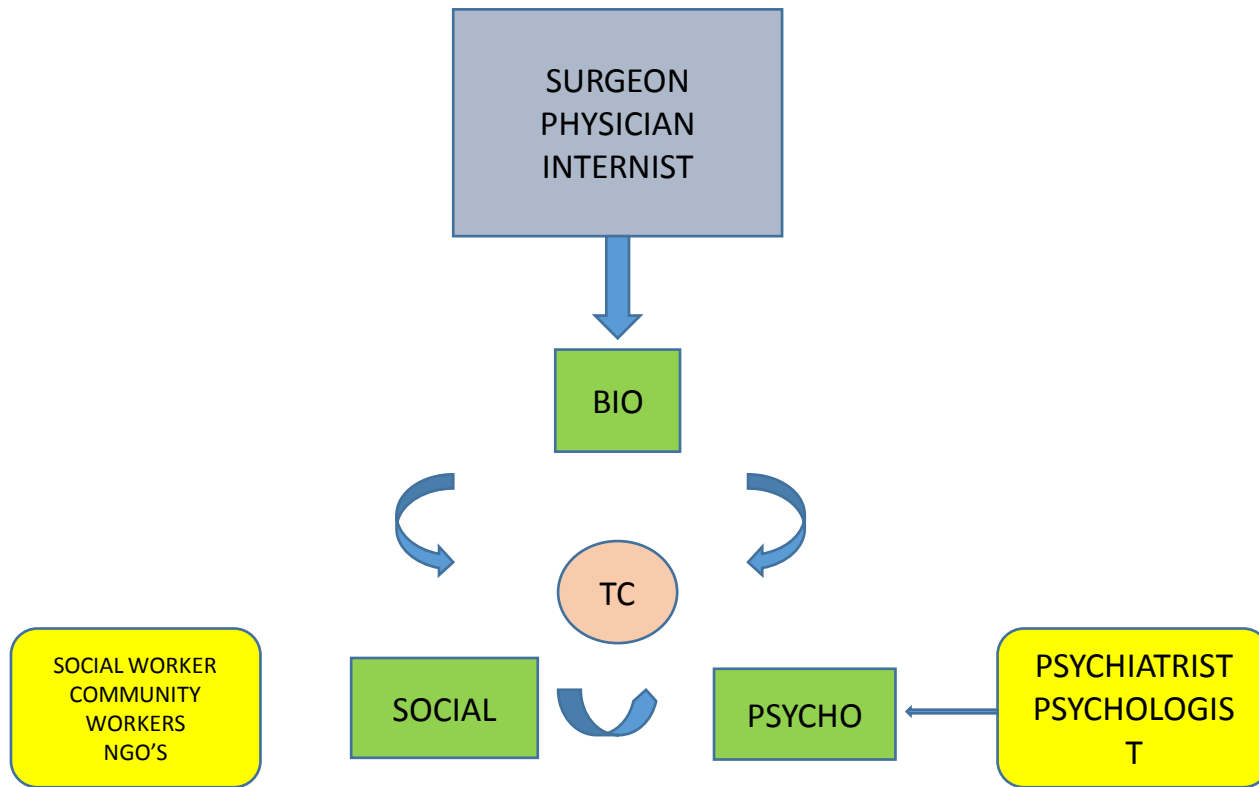 SURGEON
PHYSICIAN
INTERNIST
BIO
TC
SOCIAL WORKER
COMMUNITY
WORKERS
NGO'S
SOCIAL
PSYCHO
PSYCHIATRIST
PSYCHOLOGIS
T